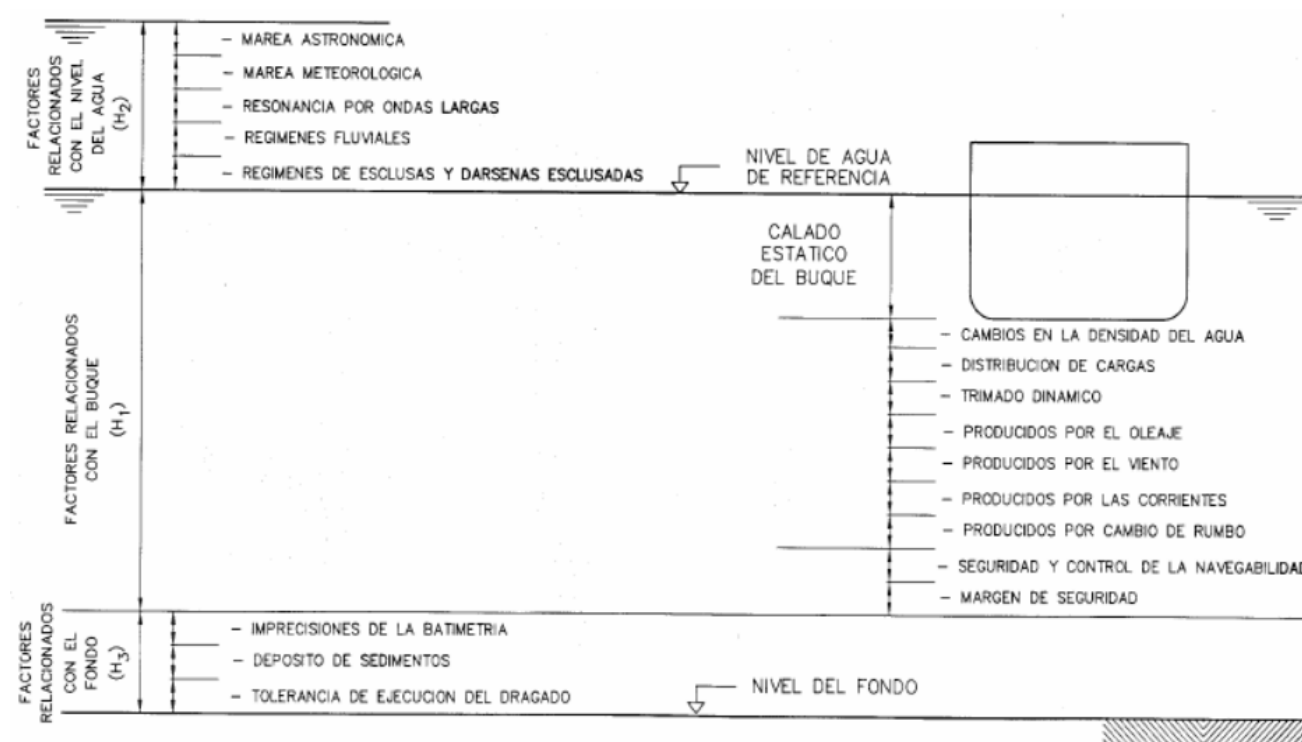 FACTORES
RELACIONADOS
CON EL NIVEL
DEL AGUA
(H2)
- MAREA ASTRONOMICA
- MAREA METEOROLOGICA
- RESONANCIA POR ONDAS LARGAS
- REGIMENES FLUVIALES
- REGIMENES DE ESCLUSAS Y DARSENAS ESCLUSADAS
NIVEL DE AGUA
DE REFERENCIA
FACTORES RELACIONADOS
CON EL BUQUE
(H1)
CALADO
ESTATICO
DEL BUQUE
- CAMBIOS EN LA DENSIDAD DEL AGUA
- DISTRIBUCION DE CARGAS
- TRIMADO DINAMICO
- PRODUCIDOS POR EL OLEAJE
- PRODUCIDOS POR EL VIENTO
- PRODUCIDOS POR LAS CORRIENTES
- PRODUCIDOS POR CAMBIO DE RUMBO
- SEGURIDAD Y CONTROL DE LA NAVEGABILIDAD
- MARGEN DE SEGURIDAD
FACTORES
RELACIONADOS
CON EL
FONDO
(H3)
- IMPRECISIONES DE LA BATIMETRIA
- DEPOSITO DE SEDIMENTOS
- TOLERANCIA DE EJECUCION DEL DRAGADO
NIVEL DEL FONDO